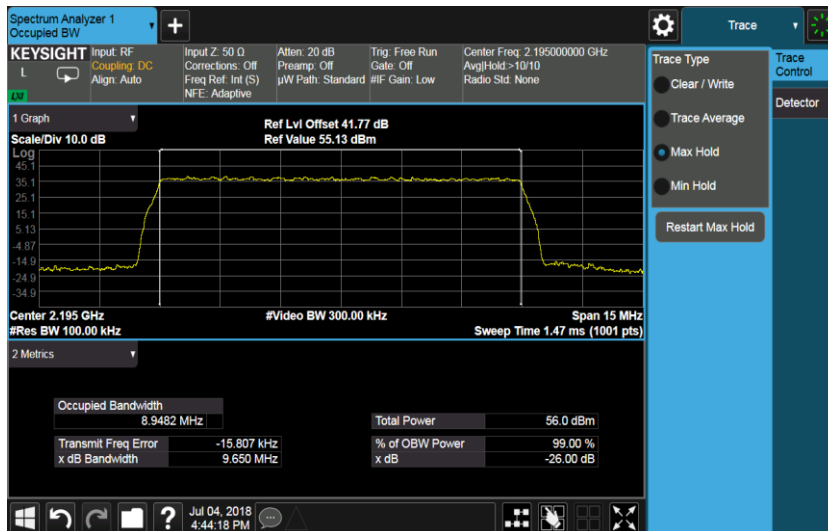 Spectrum Analyzer 1
Occupied BW
Trace
KEYSIGHT
L
LXI
Input: RF
Coupling: DC
Align: Auto
Input Z: 50 Ω
Corrections: Off
Freq Ref: Int (S)
NFE: Adaptive
Atten: 20 dB
Preamp: Off
µW Path: Standard
Trig: Free Run
Gate: Off
#IF Gain: Low
Center Freq: 2.195000000 GHz
Avg|Hold:>10/10
Radio Std: None
Trace Type
Clear / Write
Trace Average
Max Hold
Min Hold
Restart Max Hold
Trace
Control
Detector
1 Graph
Scale/Div 10.0 dB
Ref Lvl Offset 41.77 dB
Ref Value 55.13 dBm
Log
45.1
35.1
25.1
15.1
5.13
-4.87
-14.9
-24.9
-34.9
Center 2.195 GHz
#Video BW 300.00 kHz
Span 15 MHz
#Res BW 100.00 kHz
Sweep Time 1.47 ms (1001 pts)
2 Metrics
Occupied Bandwidth
8.9482 MHz
Total Power 56.0 dBm
Transmit Freq Error -15.807 kHz
% of OBW Power 99.00 %
x dB Bandwidth 9.650 MHz
x dB -26.00 dB
?
Jul 04, 2018
4:44:18 PM